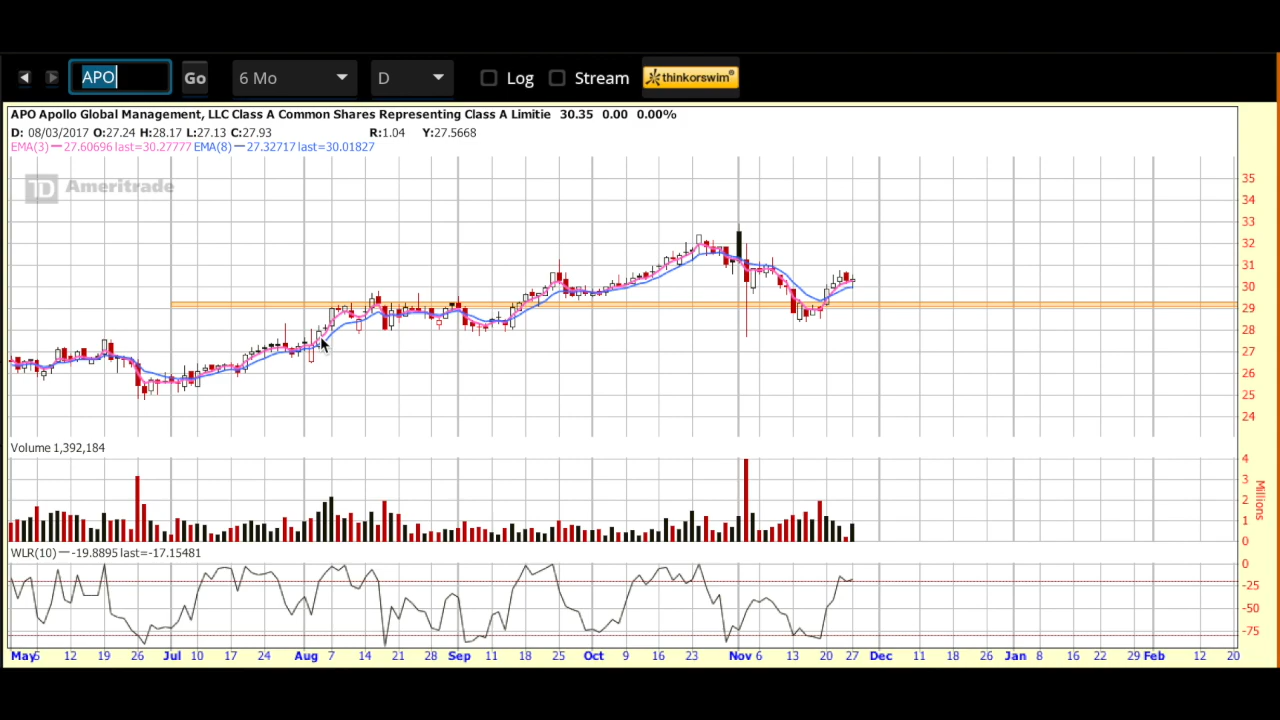 APO Go 6 Mo D Log Stream thinkorswim®
APO Apollo Global Management, LLC Class A Common Shares Representing Class A Limitie 30.35 0.00 0.00%
D: 08/03/2017 O:27.24 H:28.17 L:27.13 C:27.93 R:1.04 Y:27.5668
EMA(3) 27.60696 last=30.27777 EMA(8) 27.32717 last=30.01827
TD Ameritrade
35
34
33
32
31
30
29
28
27
26
25
24
Volume 1,392,184
4
3
2
1
0
Millions
WLR(10) -19.8895 last=-17.15481
0
-25
-50
-75
May 5 12 19 26 Jul 10 17 24 Aug 7 14 21 28 Sep 11 18 25 Oct 9 16 23 Nov 6 13 20 27 Dec 11 18 26 Jan 8 16 22 29 Feb 12 20